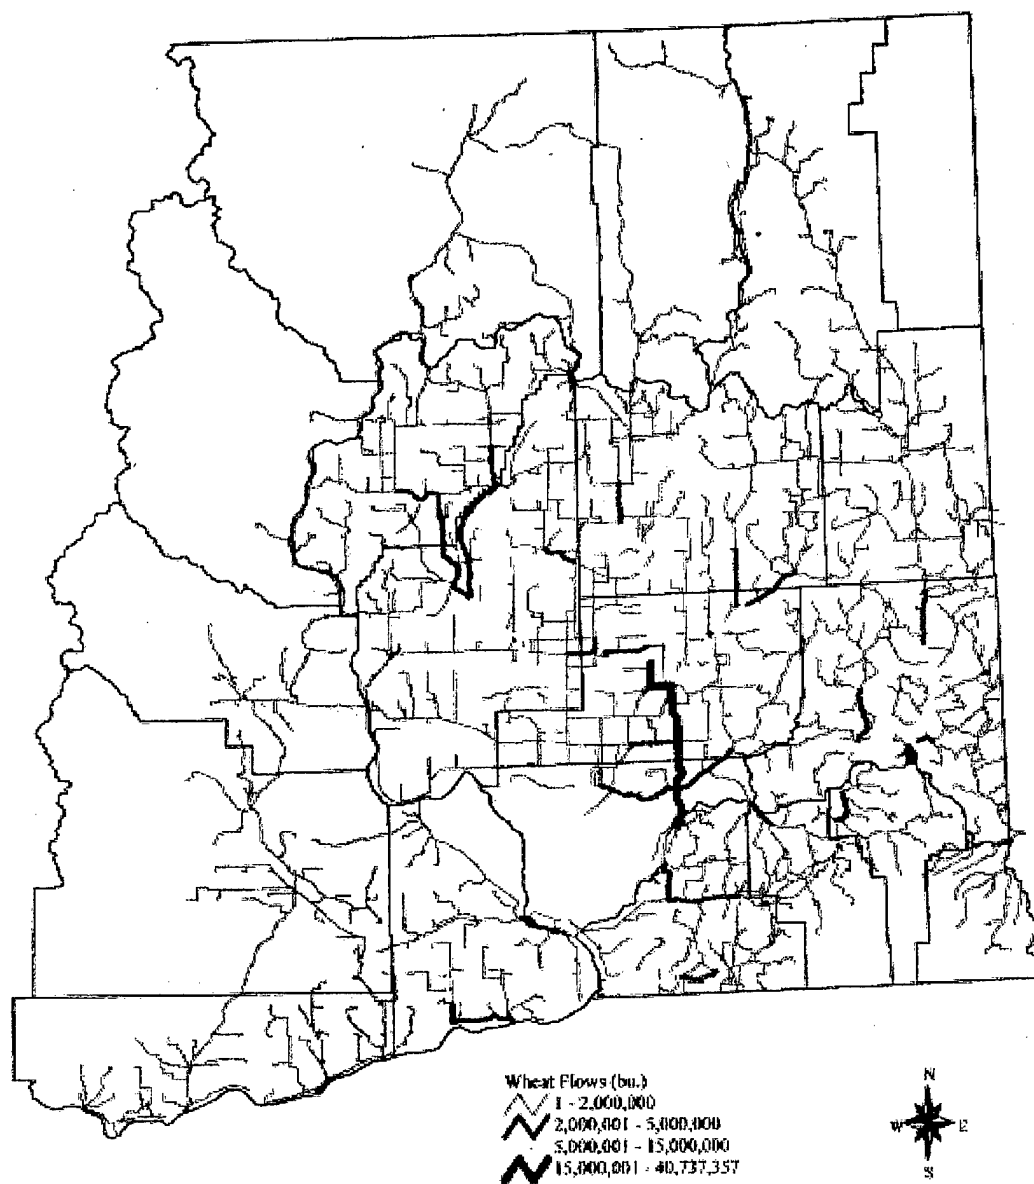 Wheat Flows (bu.)
1 - 2,000,000
2,000,001 - 5,000,000
5,000,001 - 15,000,000
15,000,001 - 40,737,357
N
W E
S